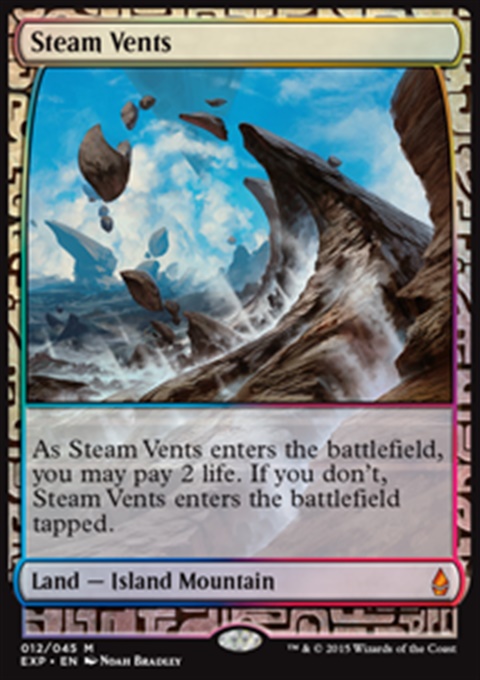 Steam Vents
As Steam Vents enters the battlefield,
you may pay 2 life. If you don't,
Steam Vents enters the battlefield
tapped.
Land — Island Mountain
012/045 M
EXP • EN Noah Bradley
™ & © 2015 Wizards of the Coast